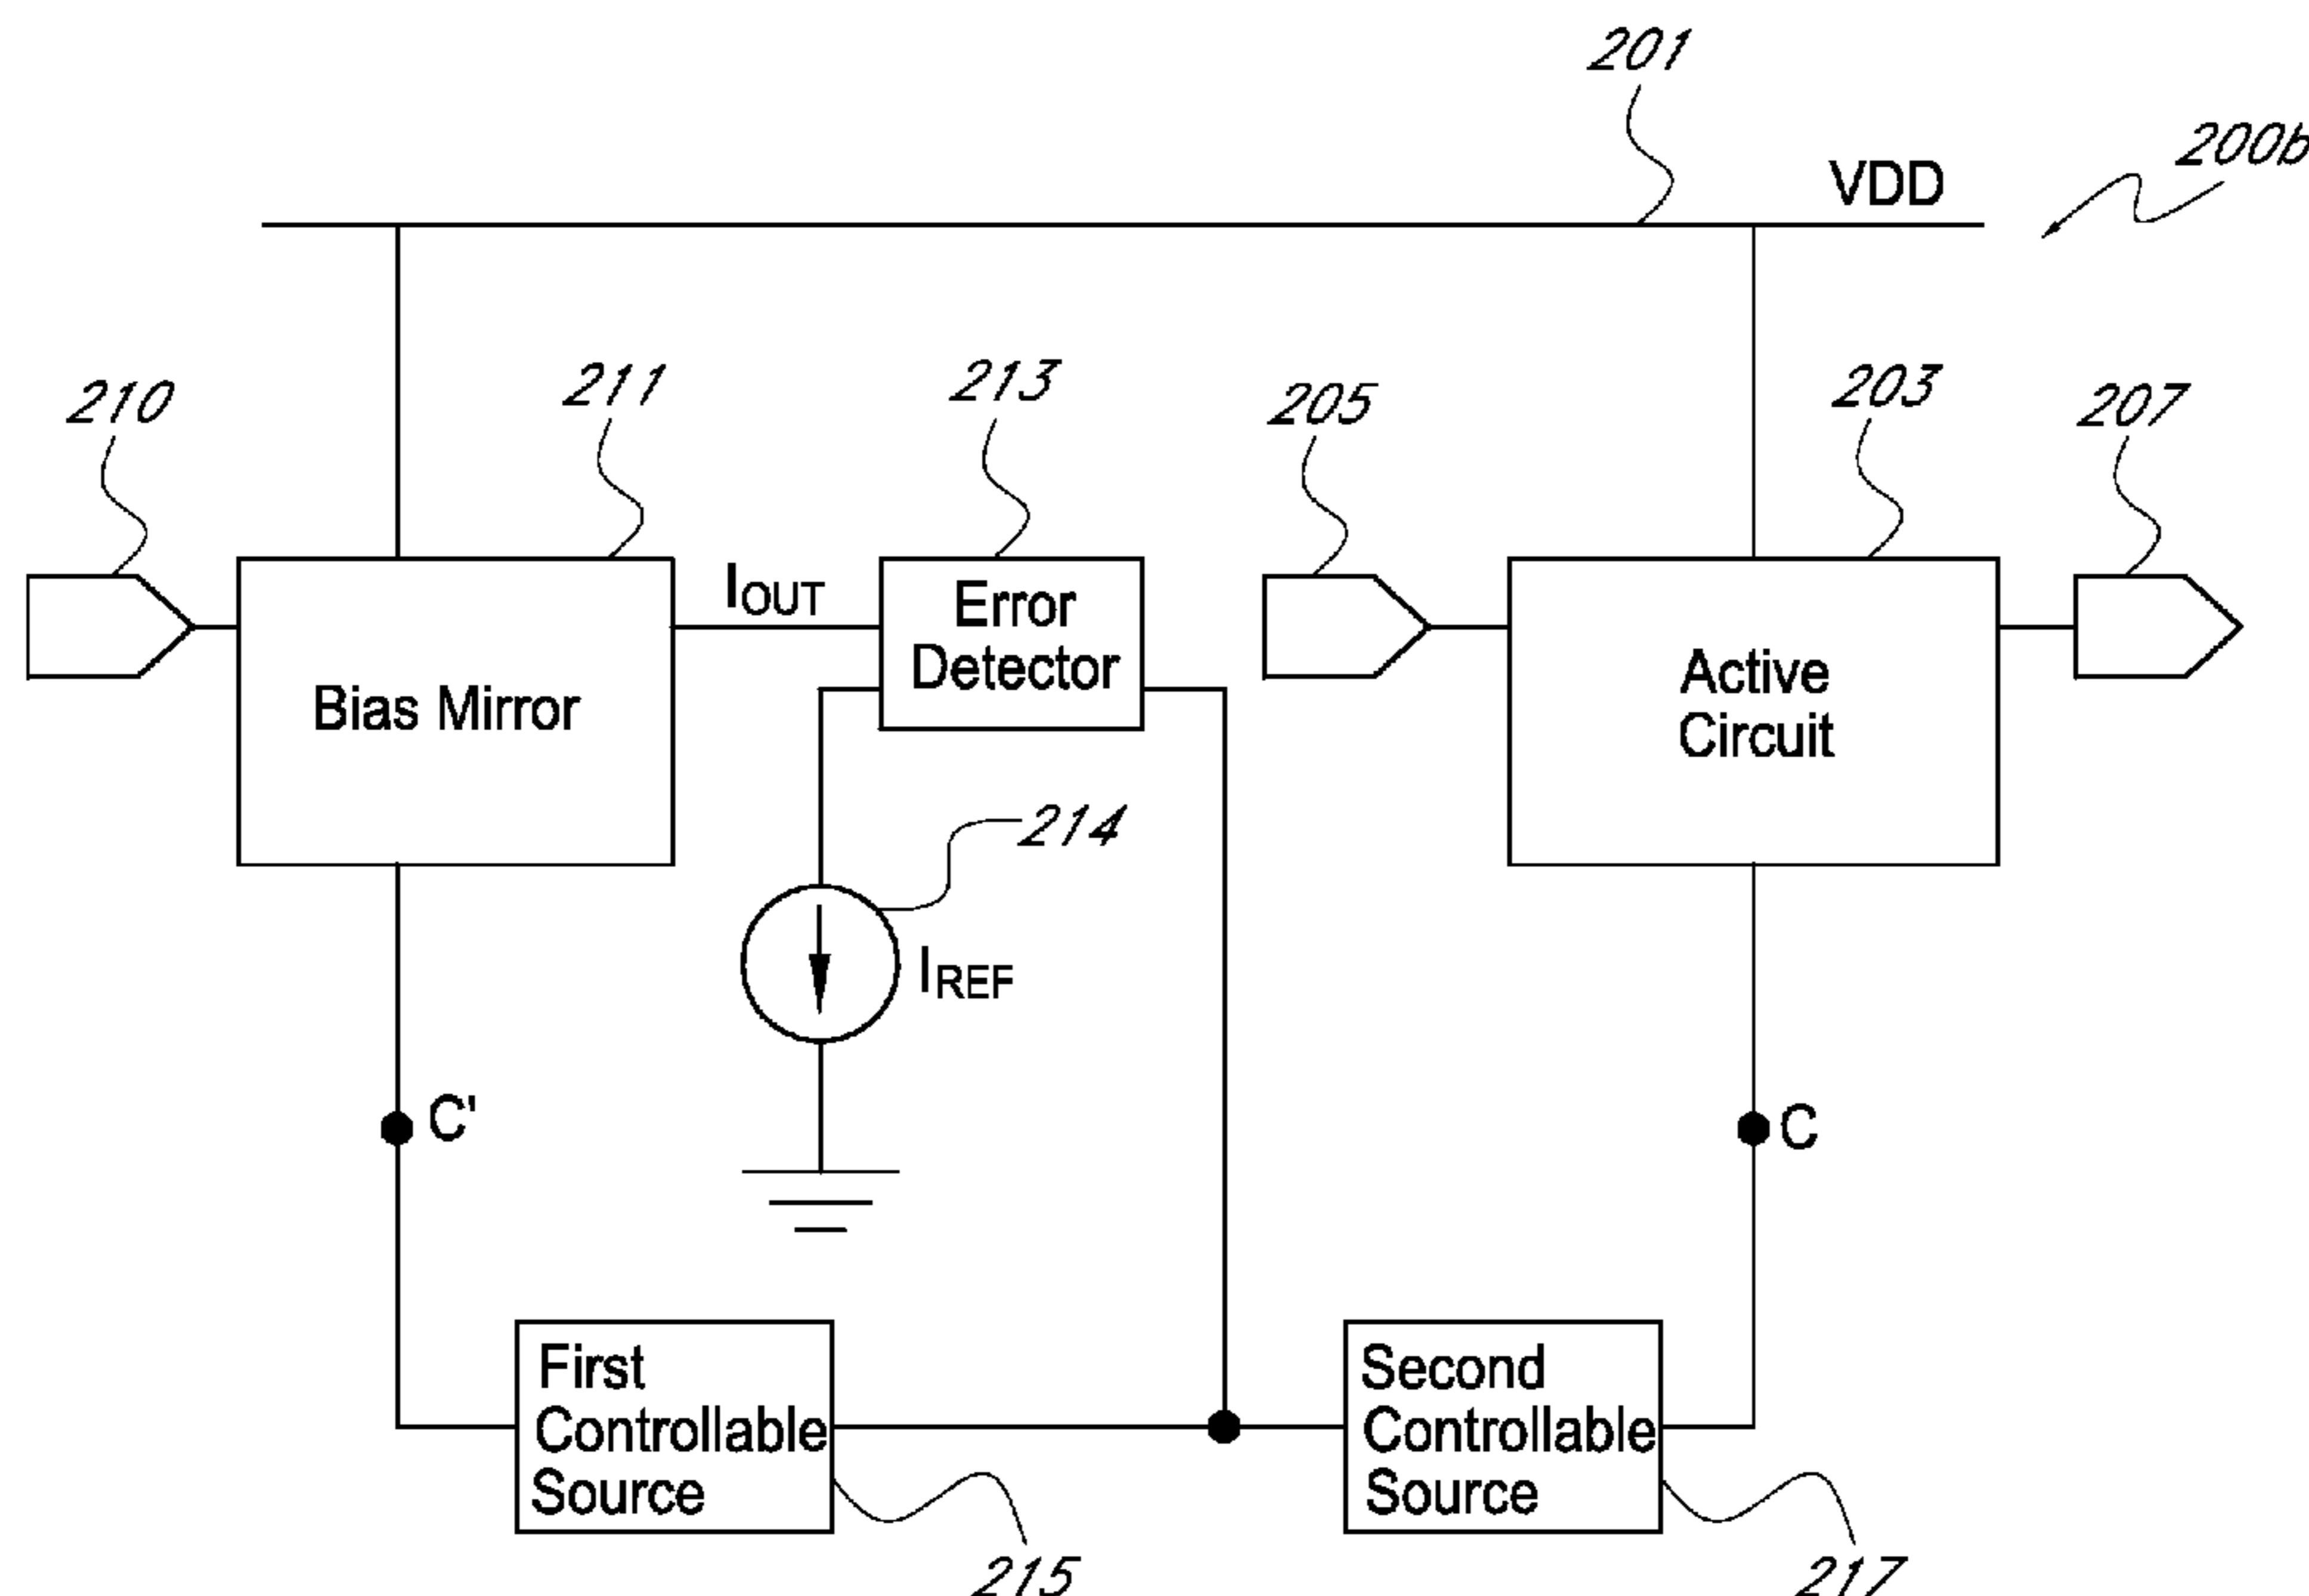 201
200b
VDD
210
211
213
205
203
207
IOUT
Error
Detector
Bias Mirror
Active
Circuit
214
IREF
C'
C
First
Controllable
Source
Second
Controllable
Source
215
217